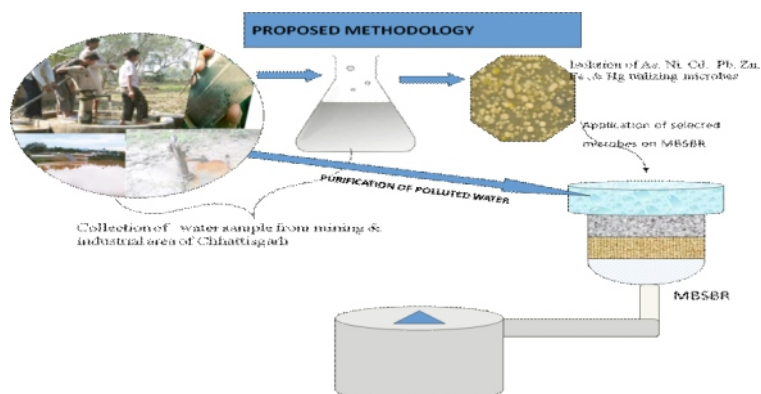 PROPOSED METHODOLOGY
Isolation of As, Ni, Cd, Pb, Zn,
Fe, & Hg utilizing microbes
Application of selected
microbes on MBSBR
PURIFICATION OF POLLUTED WATER
Collection of water sample from mining &
industrial area of Chhattisgarh
MBSBR